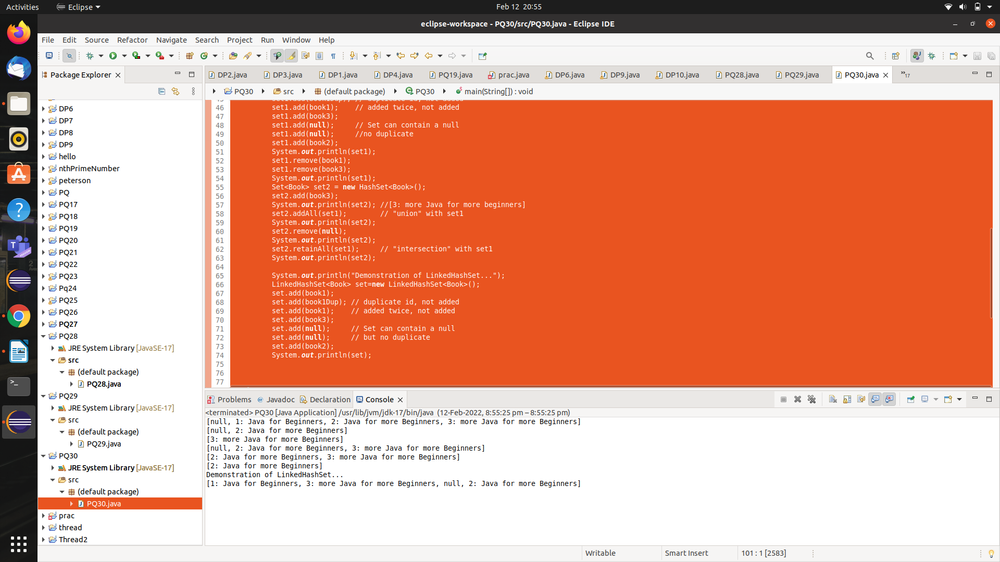 Activities
Eclipse
Feb 12 20:55
eclipse-workspace - PQ30/src/PQ30.java - Eclipse IDE
File Edit Source Refactor Navigate Search Project Run Window Help
Package Explorer
DP6
DP7
DP8
DP9
hello
nthPrimeNumber
peterson
PQ
PQ17
PQ18
PQ19
PQ20
PQ21
PQ22
PQ23
Pq24
PQ25
PQ26
PQ27
PQ28
JRE System Library [JavaSE-17]
src
(default package)
PQ28.java
PQ29
JRE System Library [JavaSE-17]
src
(default package)
PQ29.java
PQ30
JRE System Library [JavaSE-17]
src
(default package)
PQ30.java
prac
thread
Thread2
DP2.java DP3.java DP1.java DP4.java PQ19.java prac.java DP6.java DP9.java DP10.java PQ28.java PQ29.java PQ30.java »17
PQ30 src (default package) PQ30 main(String[]) : void
45 set1.add(book1Dup); // duplicate id, not added
46 set1.add(book1); // added twice, not added
47 set1.add(book3);
48 set1.add(null); // Set can contain a null
49 set1.add(null); //no duplicate
50 set1.add(book2);
51 System.out.println(set1);
52 set1.remove(book1);
53 set1.remove(book3);
54 System.out.println(set1);
55 Set<Book> set2 = new HashSet<Book>();
56 set2.add(book3);
57 System.out.println(set2); //[3: more Java for more beginners]
58 set2.addAll(set1); // "union" with set1
59 System.out.println(set2);
60 set2.remove(null);
61 System.out.println(set2);
62 set2.retainAll(set1); // "intersection" with set1
63 System.out.println(set2);
64
65 System.out.println("Demonstration of LinkedHashSet...");
66 LinkedHashSet<Book> set=new LinkedHashSet<Book>();
67 set.add(book1);
68 set.add(book1Dup); // duplicate id, not added
69 set.add(book1); // added twice, not added
70 set.add(book3);
71 set.add(null); // Set can contain a null
72 set.add(null); // but no duplicate
73 set.add(book2);
74 System.out.println(set);
75
76
77
Problems Javadoc Declaration Console
<terminated> PQ30 [Java Application] /usr/lib/jvm/jdk-17/bin/java (12-Feb-2022, 8:55:25 pm – 8:55:25 pm)
[null, 1: Java for Beginners, 2: Java for more Beginners, 3: more Java for more Beginners]
[null, 2: Java for more Beginners]
[3: more Java for more Beginners]
[null, 2: Java for more Beginners, 3: more Java for more Beginners]
[2: Java for more Beginners, 3: more Java for more Beginners]
[2: Java for more Beginners]
Demonstration of LinkedHashSet...
[1: Java for Beginners, 3: more Java for more Beginners, null, 2: Java for more Beginners]
Writable
Smart Insert
101 : 1 [2583]